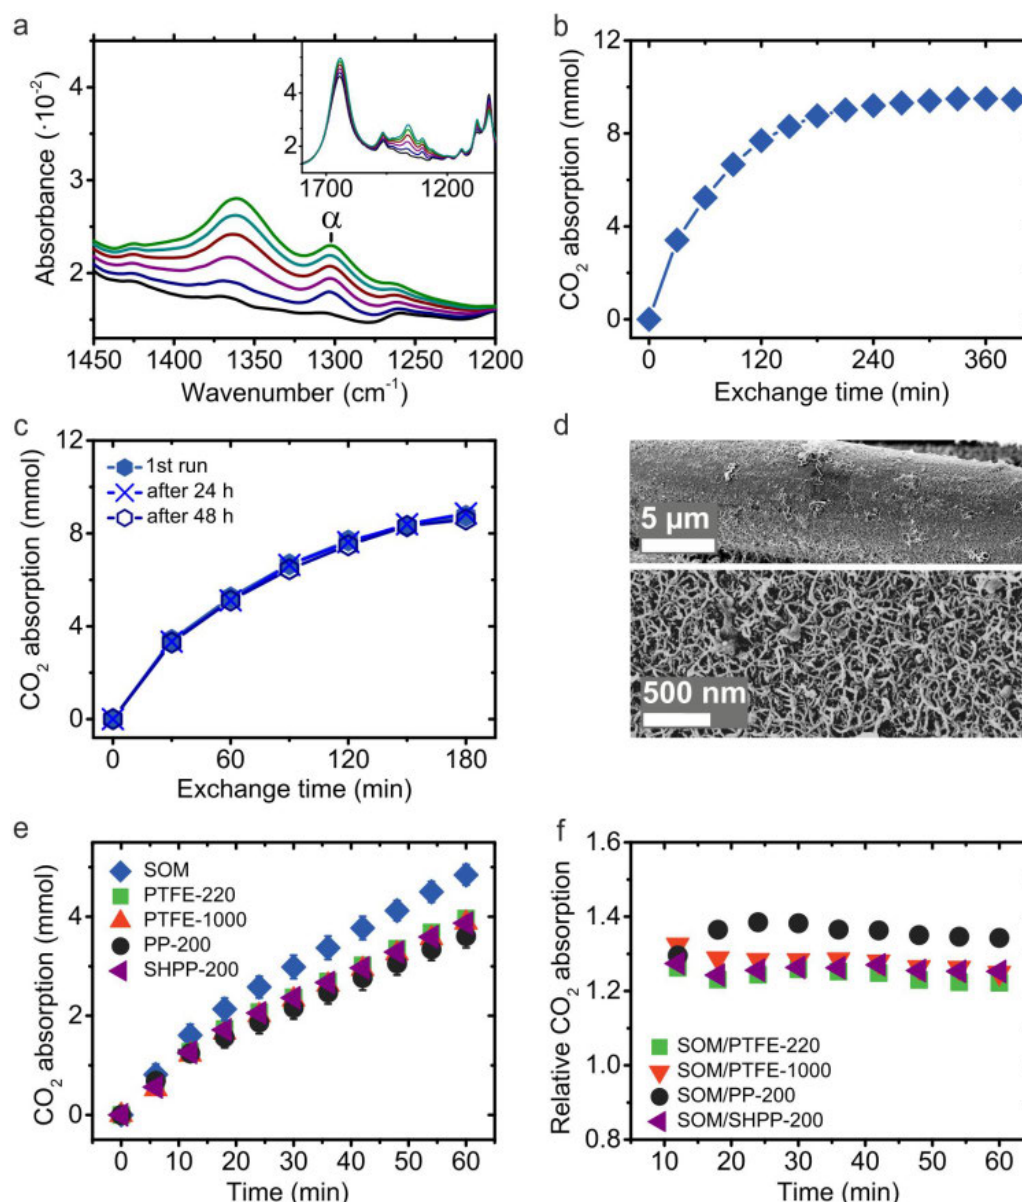 a
Absorbance (·10⁻²)
4
3
2
1450 1400 1350 1300 1250 1200
Wavenumber (cm⁻¹)
α
4
2
1700 1200
b
CO₂ absorption (mmol)
12
8
4
0
0 120 240 360
Exchange time (min)
c
CO₂ absorption (mmol)
12
8
4
0
1st run
after 24 h
after 48 h
0 60 120 180
Exchange time (min)
d
5 µm
500 nm
e
CO₂ absorption (mmol)
4
2
0
SOM
PTFE-220
PTFE-1000
PP-200
SHPP-200
0 10 20 30 40 50 60
Time (min)
f
Relative CO₂ absorption
1.6
1.4
1.2
1.0
0.8
SOM/PTFE-220
SOM/PTFE-1000
SOM/PP-200
SOM/SHPP-200
10 20 30 40 50 60
Time (min)